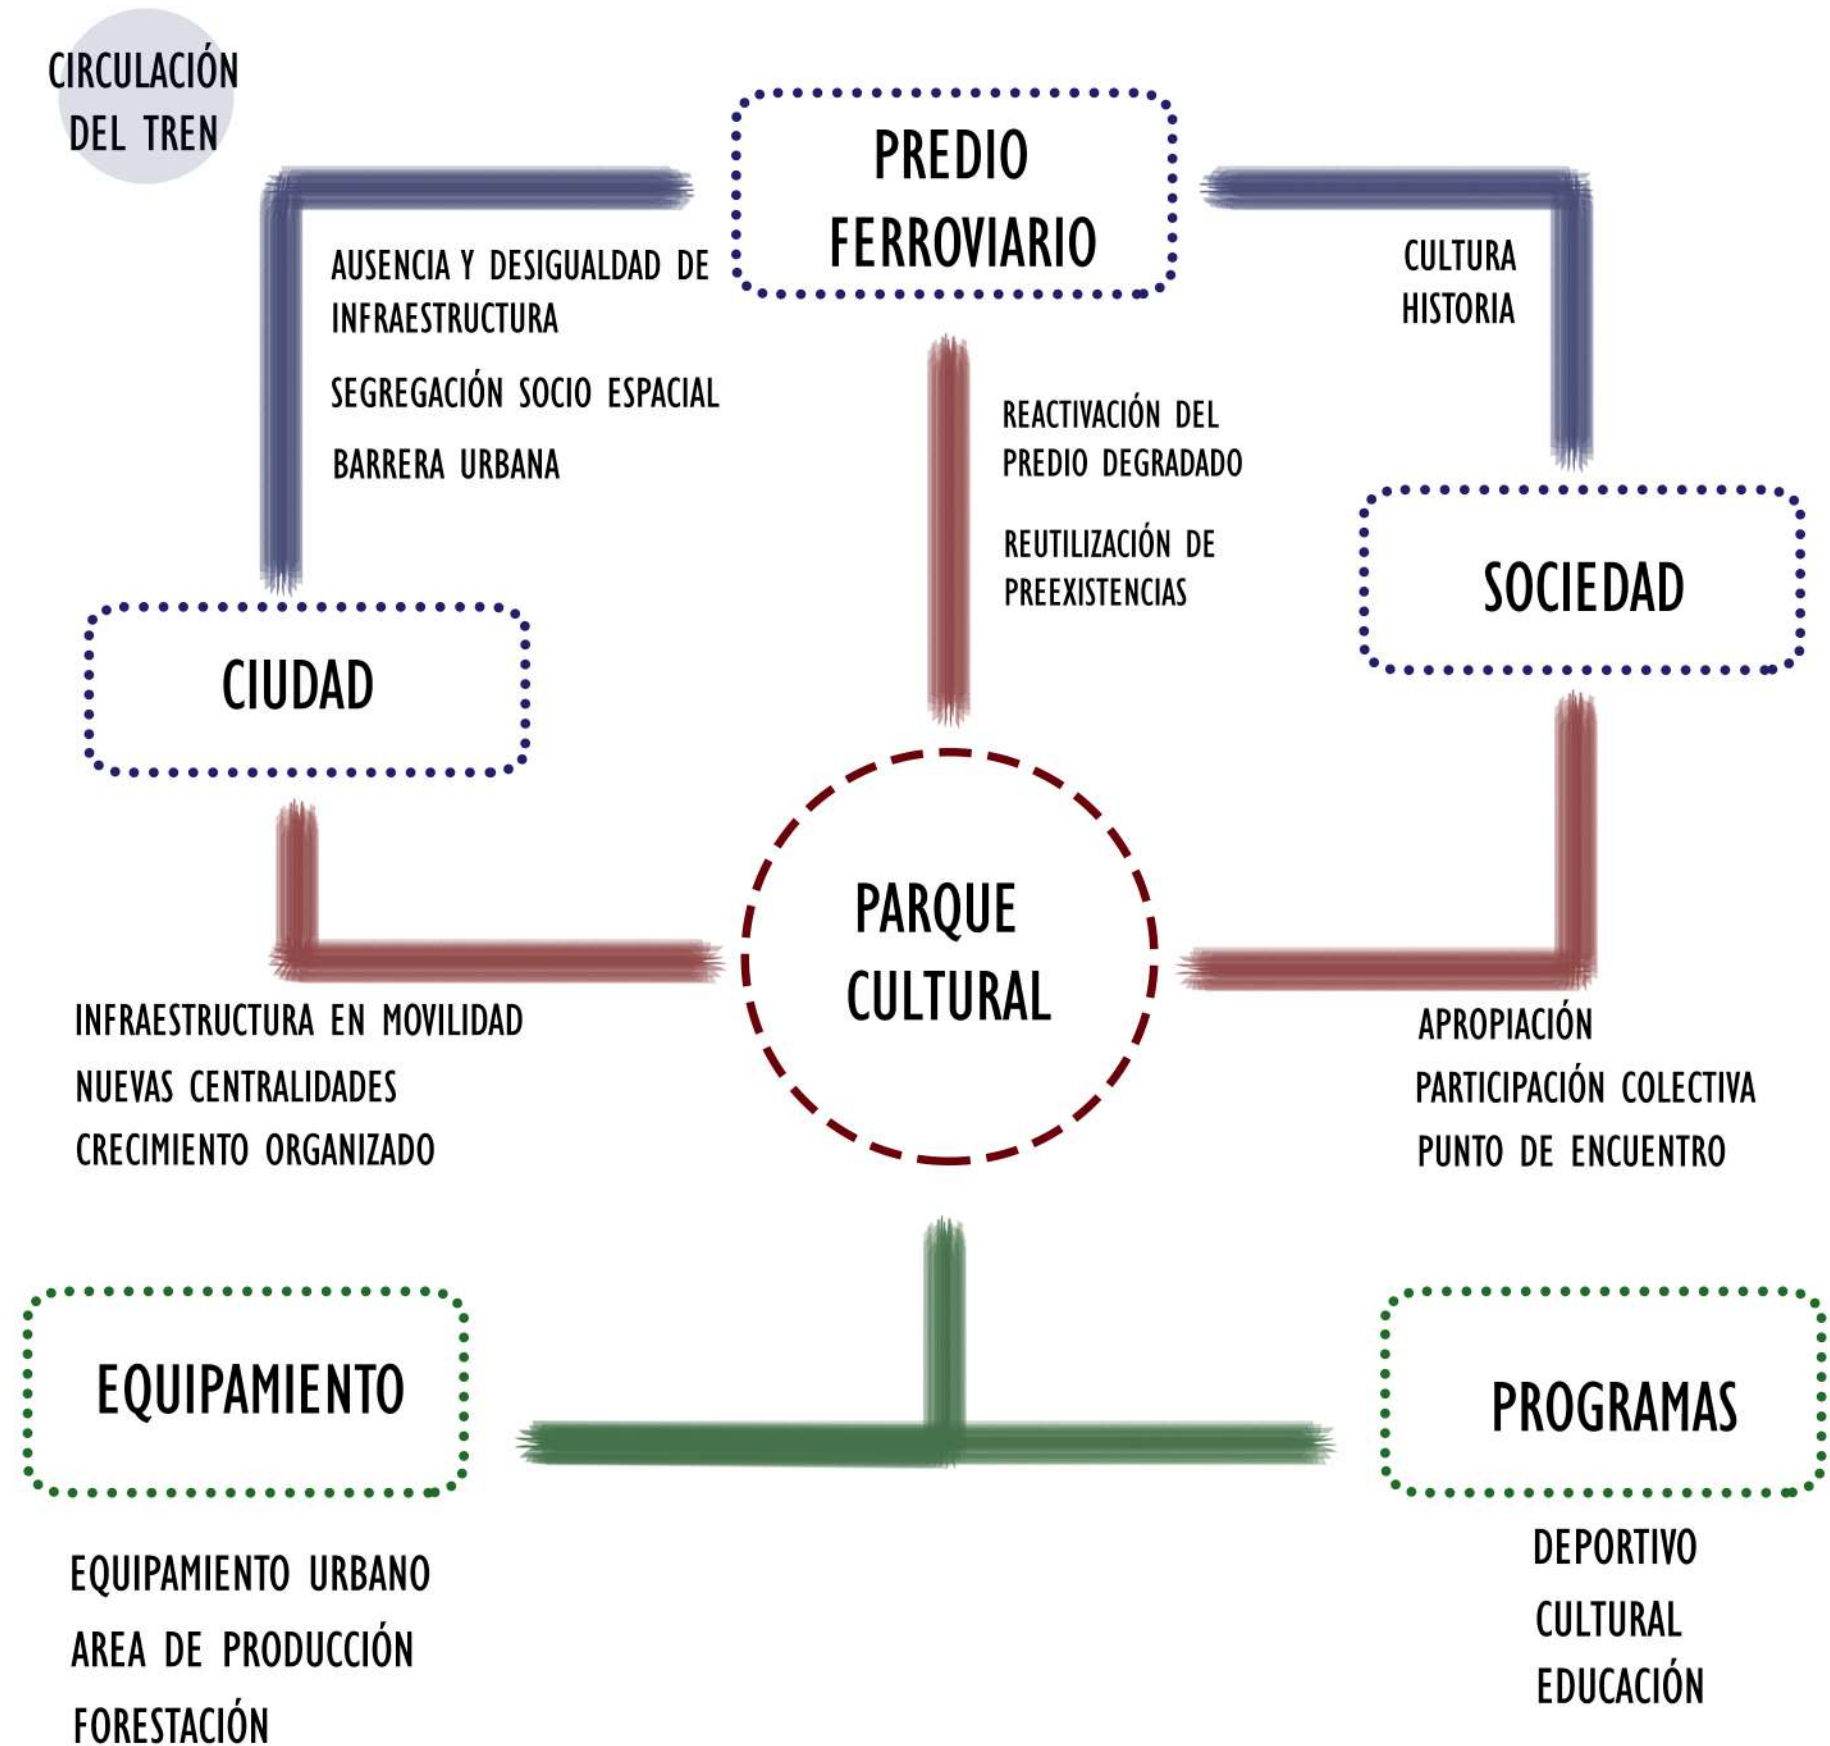 CIRCULACIÓN
DEL TREN
PREDIO
FERROVIARIO
AUSENCIA Y DESIGUALDAD DE
INFRAESTRUCTURA
SEGREGACIÓN SOCIO ESPACIAL
BARRERA URBANA
CULTURA
HISTORIA
REACTIVACIÓN DEL
PREDIO DEGRADADO
REUTILIZACIÓN DE
PREEXISTENCIAS
SOCIEDAD
CIUDAD
PARQUE
CULTURAL
INFRAESTRUCTURA EN MOVILIDAD
NUEVAS CENTRALIDADES
CRECIMIENTO ORGANIZADO
APROPIACIÓN
PARTICIPACIÓN COLECTIVA
PUNTO DE ENCUENTRO
EQUIPAMIENTO
EQUIPAMIENTO URBANO
AREA DE PRODUCCIÓN
FORESTACIÓN
PROGRAMAS
DEPORTIVO
CULTURAL
EDUCACIÓN